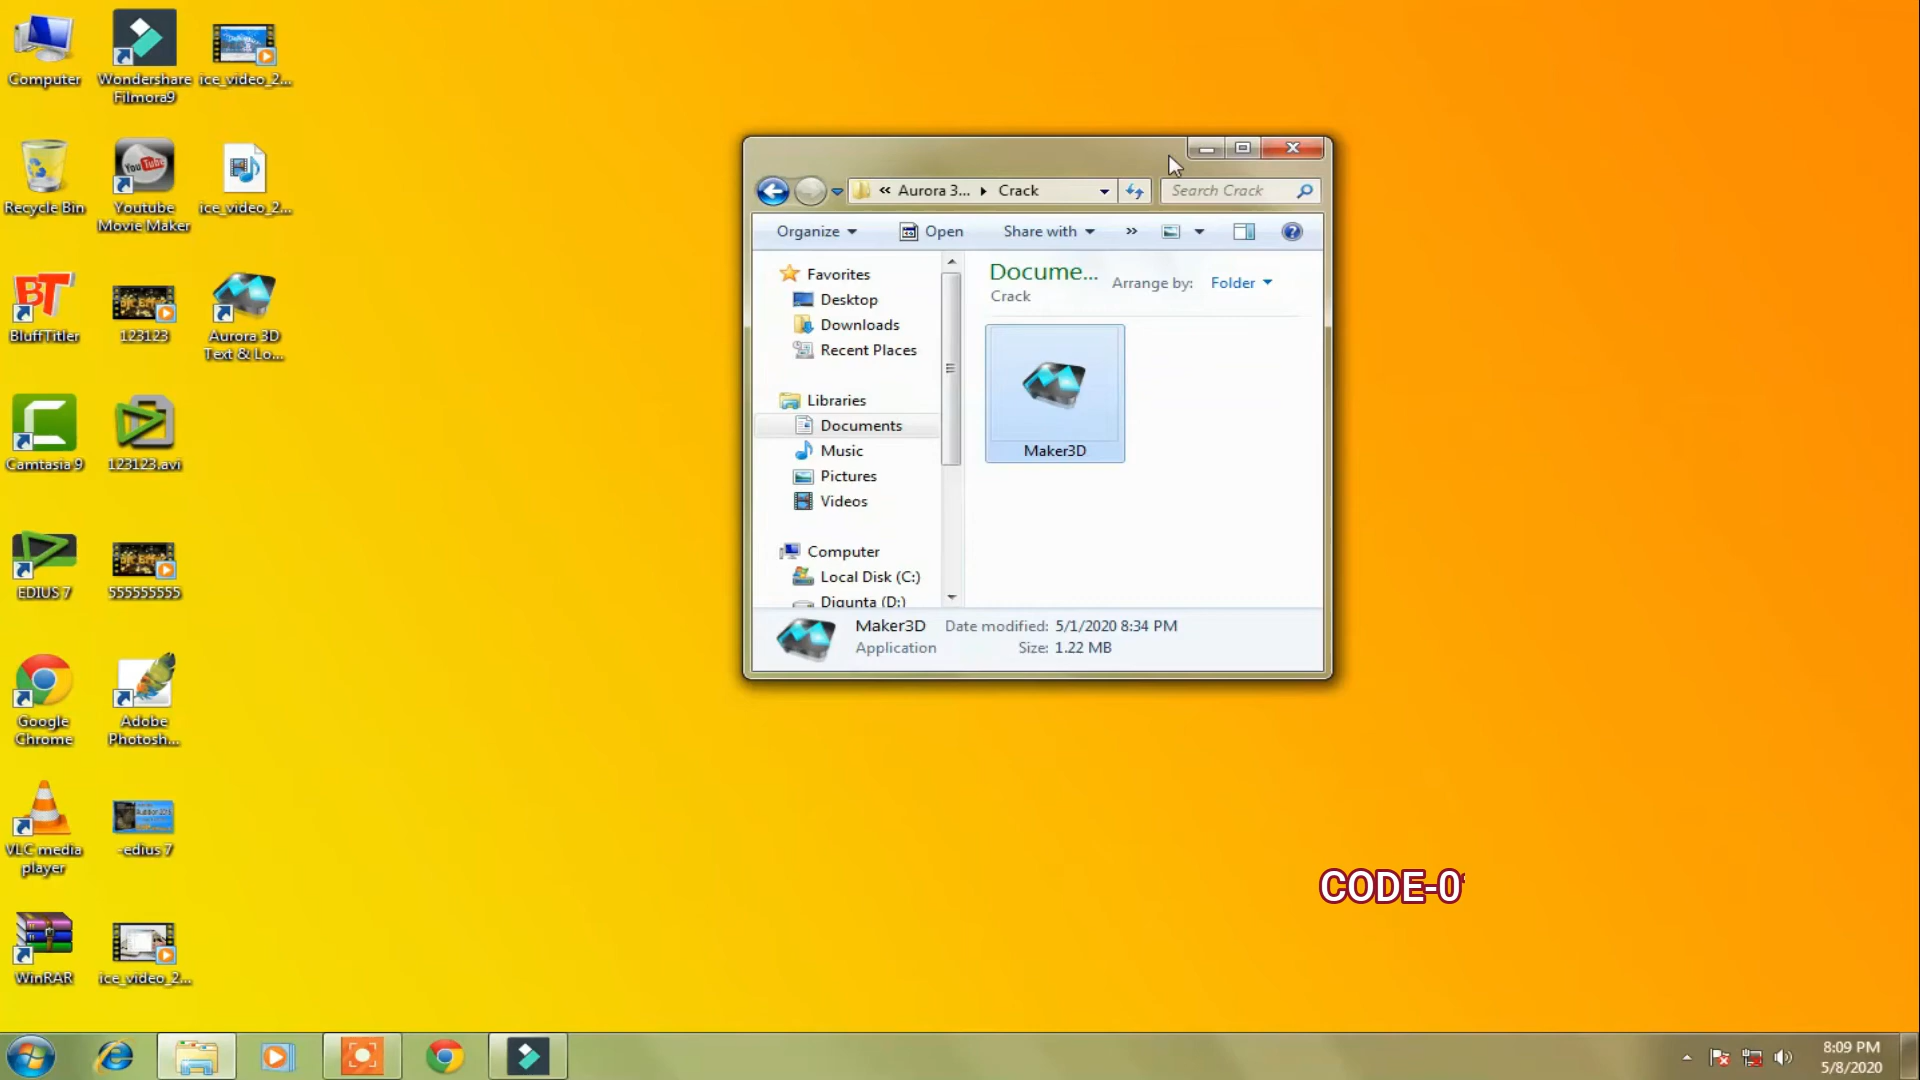 Computer
Wondershare
Filmora9
ice_video_2...
Recycle Bin
Youtube
Movie Maker
ice_video_2...
BluffTitler
123123
Aurora 3D
Text & Lo...
Camtasia 9
123123.avi
EDIUS 7
555555555
Google
Chrome
Adobe
Photosh...
VLC media
player
-edius 7
WinRAR
ice_video_2...
« Aurora 3... Crack
Search Crack
Organize
Open
Share with
»
Favorites
Desktop
Downloads
Recent Places
Libraries
Documents
Music
Pictures
Videos
Computer
Local Disk (C:)
Digunta (D:)
Docume...
Crack
Arrange by:
Folder
Maker3D
Maker3D
Date modified: 5/1/2020 8:34 PM
Application
Size: 1.22 MB
CODE-0
8:09 PM
5/8/2020